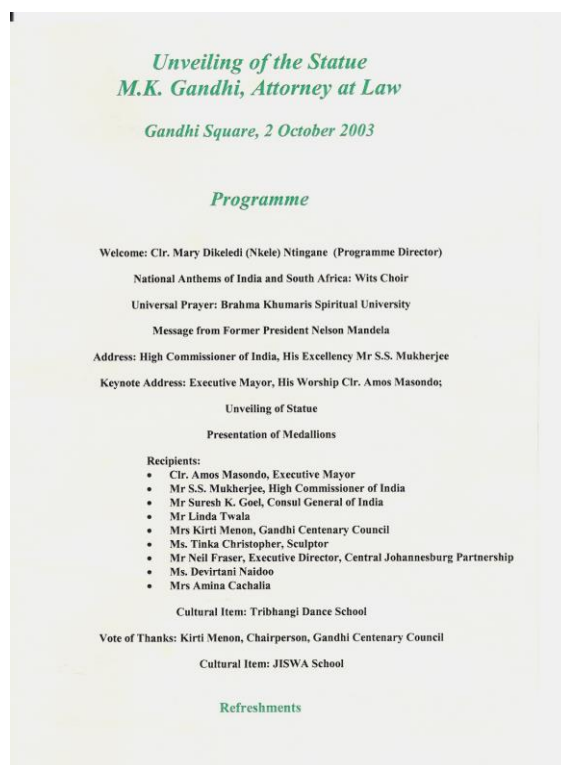 Unveiling of the Statue
M.K. Gandhi, Attorney at Law
Gandhi Square, 2 October 2003
Programme
Welcome: Clr. Mary Dikeledi (Nkele) Ntingane (Programme Director)
National Anthems of India and South Africa: Wits Choir
Universal Prayer: Brahma Khumaris Spiritual University
Message from Former President Nelson Mandela
Address: High Commissioner of India, His Excellency Mr S.S. Mukherjee
Keynote Address: Executive Mayor, His Worship Clr. Amos Masondo;
Unveiling of Statue
Presentation of Medallions
Recipients:
• Clr. Amos Masondo, Executive Mayor
• Mr S.S. Mukherjee, High Commissioner of India
• Mr Suresh K. Goel, Consul General of India
• Mr Linda Twala
• Mrs Kirti Menon, Gandhi Centenary Council
• Ms. Tinka Christopher, Sculptor
• Mr Neil Fraser, Executive Director, Central Johannesburg Partnership
• Ms. Devirtani Naidoo
• Mrs Amina Cachalia
Cultural Item: Tribhangi Dance School
Vote of Thanks: Kirti Menon, Chairperson, Gandhi Centenary Council
Cultural Item: JISWA School
Refreshments